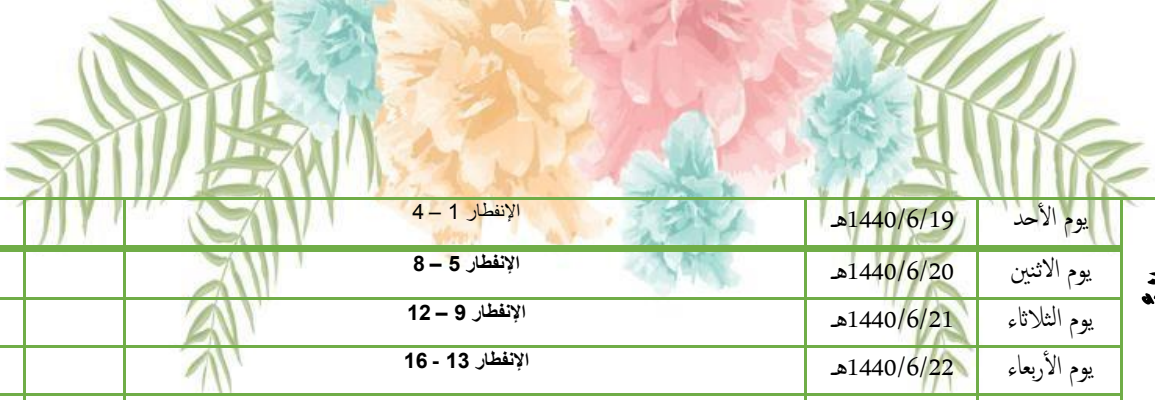 يوم الأحد 1440/6/19هـ الإنفطار 1 – 4
يوم الاثنين 1440/6/20هـ الإنفطار 5 – 8
يوم الثلاثاء 1440/6/21هـ الإنفطار 9 – 12
يوم الأربعاء 1440/6/22هـ الإنفطار 13 - 16